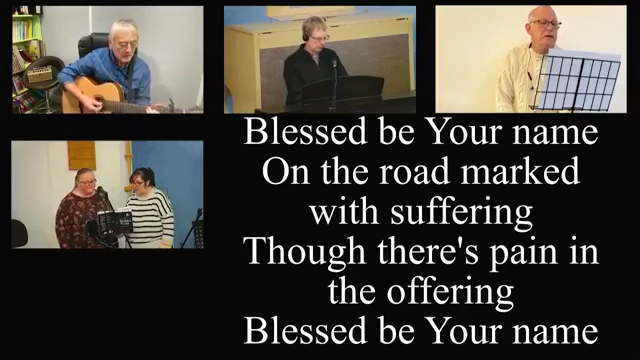 Blessed be Your name
On the road marked
with suffering
Though there's pain in
the offering
Blessed be Your name